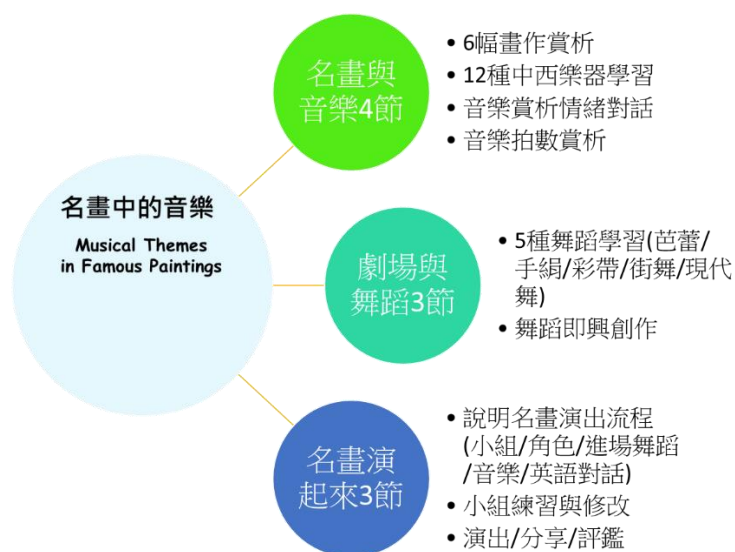 名畫中的音樂
Musical Themes
in Famous Paintings
名畫與
音樂4節
• 6幅畫作賞析
• 12種中西樂器學習
• 音樂賞析情緒對話
• 音樂拍數賞析
劇場與
舞蹈3節
• 5種舞蹈學習(芭蕾/
手絹/彩帶/街舞/現代
舞)
• 舞蹈即興創作
名畫演
起來3節
• 說明名畫演出流程
(小組/角色/進場舞蹈
/音樂/英語對話)
• 小組練習與修改
• 演出/分享/評鑑